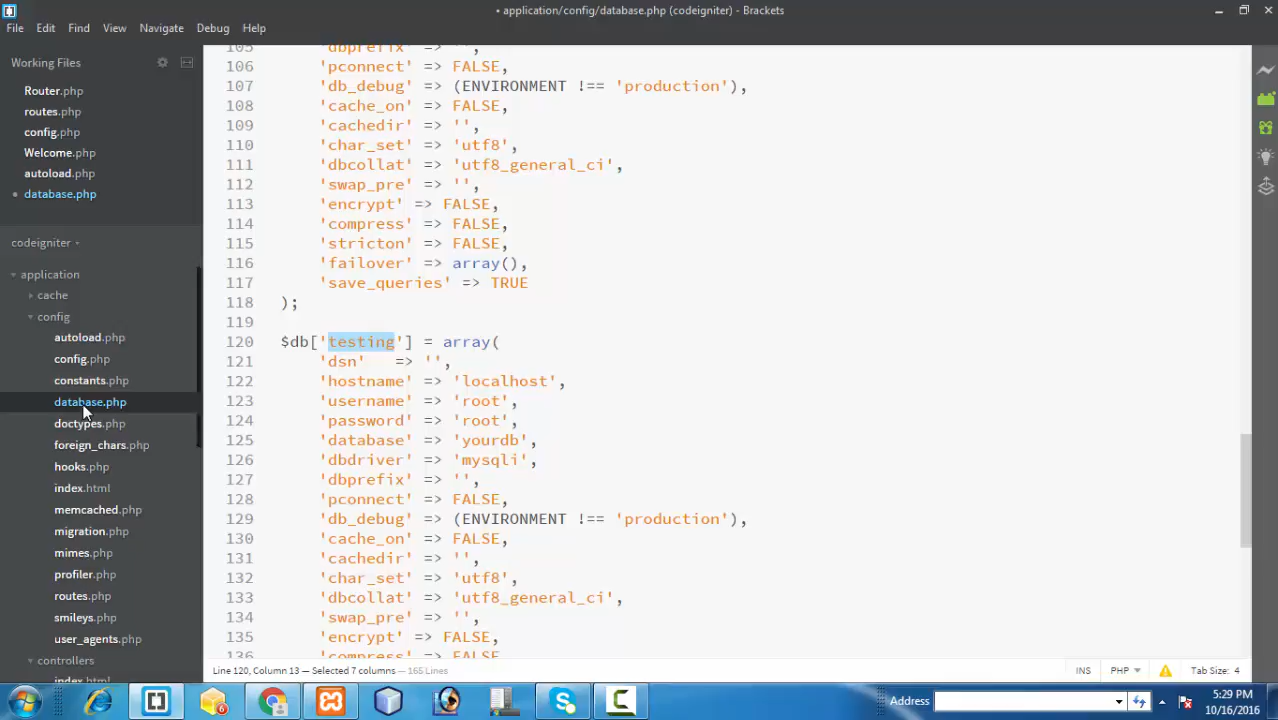 • application/config/database.php (codeigniter) - Brackets
File Edit Find View Navigate Debug Help
Working Files
Router.php
routes.php
config.php
Welcome.php
autoload.php
• database.php
codeigniter
application
cache
config
autoload.php
config.php
constants.php
database.php
doctypes.php
foreign_chars.php
hooks.php
index.html
memcached.php
migration.php
mimes.php
profiler.php
routes.php
smileys.php
user_agents.php
controllers
index.html
105 'dbprefix' => '',
106 'pconnect' => FALSE,
107 'db_debug' => (ENVIRONMENT !== 'production'),
108 'cache_on' => FALSE,
109 'cachedir' => '',
110 'char_set' => 'utf8',
111 'dbcollat' => 'utf8_general_ci',
112 'swap_pre' => '',
113 'encrypt' => FALSE,
114 'compress' => FALSE,
115 'stricton' => FALSE,
116 'failover' => array(),
117 'save_queries' => TRUE
118 );
119
120 $db['testing'] = array(
121 'dsn' => '',
122 'hostname' => 'localhost',
123 'username' => 'root',
124 'password' => 'root',
125 'database' => 'yourdb',
126 'dbdriver' => 'mysqli',
127 'dbprefix' => '',
128 'pconnect' => FALSE,
129 'db_debug' => (ENVIRONMENT !== 'production'),
130 'cache_on' => FALSE,
131 'cachedir' => '',
132 'char_set' => 'utf8',
133 'dbcollat' => 'utf8_general_ci',
134 'swap_pre' => '',
135 'encrypt' => FALSE,
136 'compress' => FALSE,
Line 120, Column 13 — Selected 7 columns — 165 Lines
INS PHP Tab Size: 4
Address
5:29 PM
10/16/2016